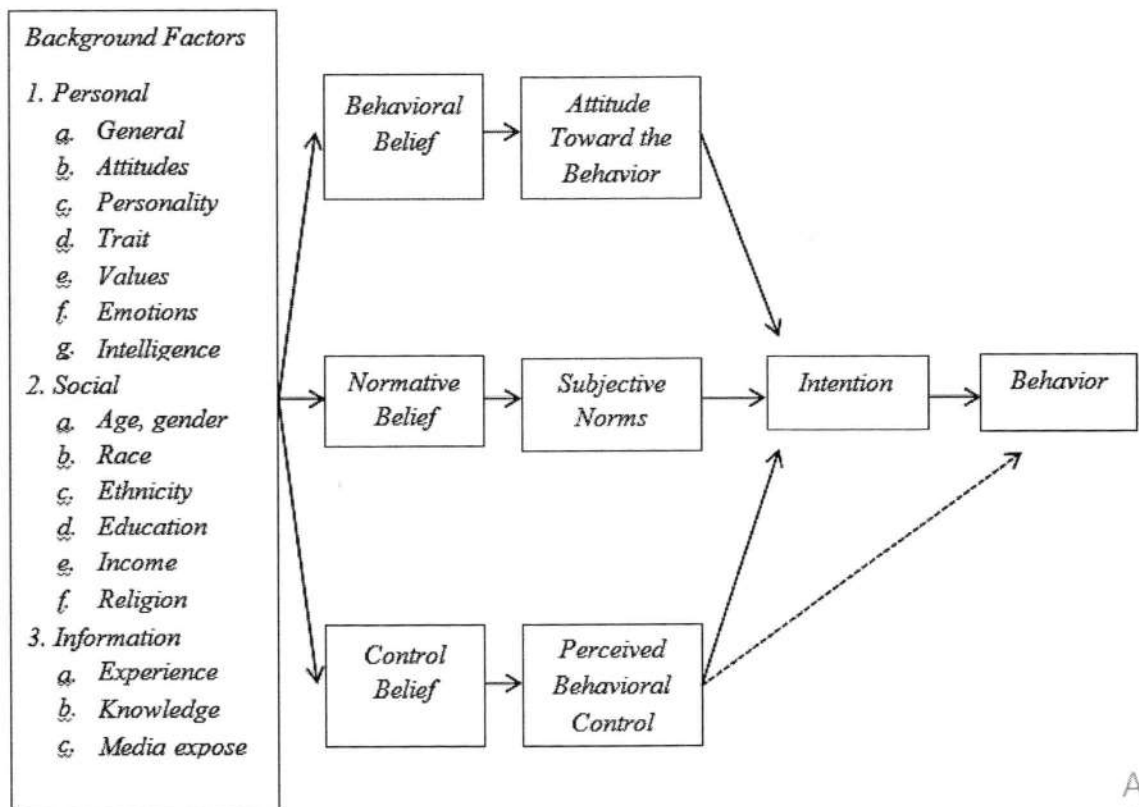 Background Factors
1. Personal
a. General
b. Attitudes
c. Personality
d. Trait
e. Values
f. Emotions
g. Intelligence
2. Social
a. Age, gender
b. Race
c. Ethnicity
d. Education
e. Income
f. Religion
3. Information
a. Experience
b. Knowledge
c. Media expose
Behavioral
Belief
Attitude
Toward the
Behavior
Normative
Belief
Subjective
Norms
Intention
Behavior
Control
Belief
Perceived
Behavioral
Control
A